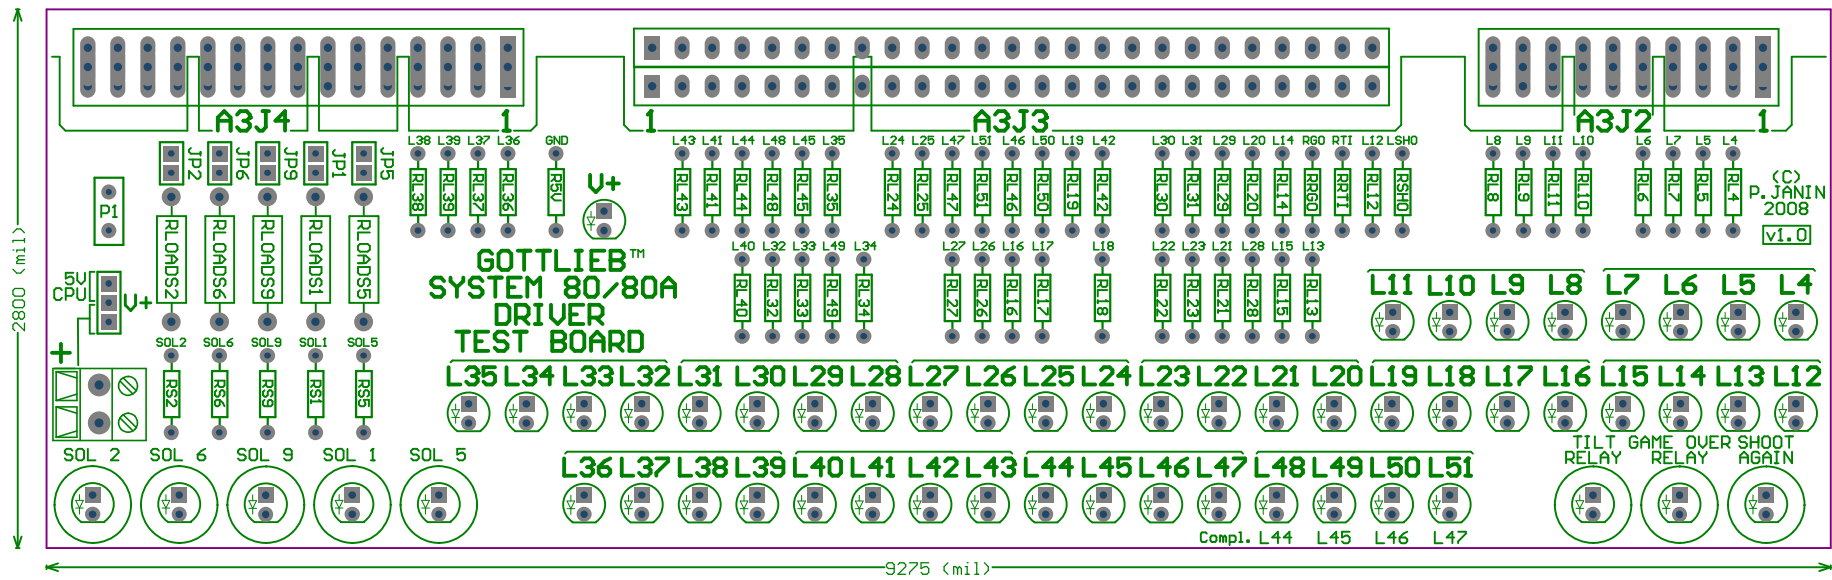 A3J4 1
1 A3J3
A3J2 1
L38 L39 L37 L36 GND L43 L41 L44 L48 L45 L35 L24 L25 L47 L51 L46 L50 L19 L42 L30 L31 L29 L20 L14 RGO RTI L12 LSHO L8 L9 L11 L10 L6 L7 L5 L4
JP2 JP6 JP9 JP1 JP5
RL38 RL39 RL37 RL36 R5V RL43 RL41 RL44 RL48 RL45 RL35 RL24 RL25 RL42 RL51 RL46 RL50 RL19 RL42 RL30 RL31 RL29 RL20 RL14 RRGO RRTI RL12 RSHO RL8 RL9 RL11 RL10 RL6 RL7 RL5 RL4
V+
P1
(C)
P.JANIN
2008
v1.0
RLOADS2 RLOADS6 RLOADS9 RLOADS1 RLOADS5
L40 L32 L33 L49 L34 L27 L26 L16 L17 L18 L22 L23 L21 L28 L15 L13
RL40 RL32 RL33 RL49 RL34 RL27 RL26 RL16 RL17 RL18 RL22 RL23 RL21 RL28 RL15 RL13
GOTTLIEB™
SYSTEM 80/80A
DRIVER
TEST BOARD
5V
CPU
V+
L11 L10 L9 L8 L7 L6 L5 L4
+
SOL2 SOL6 SOL9 SOL1 SOL5
RS2 RS6 RS9 RS1 RS5
L35 L34 L33 L32 L31 L30 L29 L28 L27 L26 L25 L24 L23 L22 L21 L20 L19 L18 L17 L16 L15 L14 L13 L12
SOL 2 SOL 6 SOL 9 SOL 1 SOL 5
L36 L37 L38 L39 L40 L41 L42 L43 L44 L45 L46 L47 L48 L49 L50 L51
TILT
RELAY
GAME OVER
RELAY
SHOOT
AGAIN
Compl. L44 L45 L46 L47
2800 (mil)
9275 (mil)